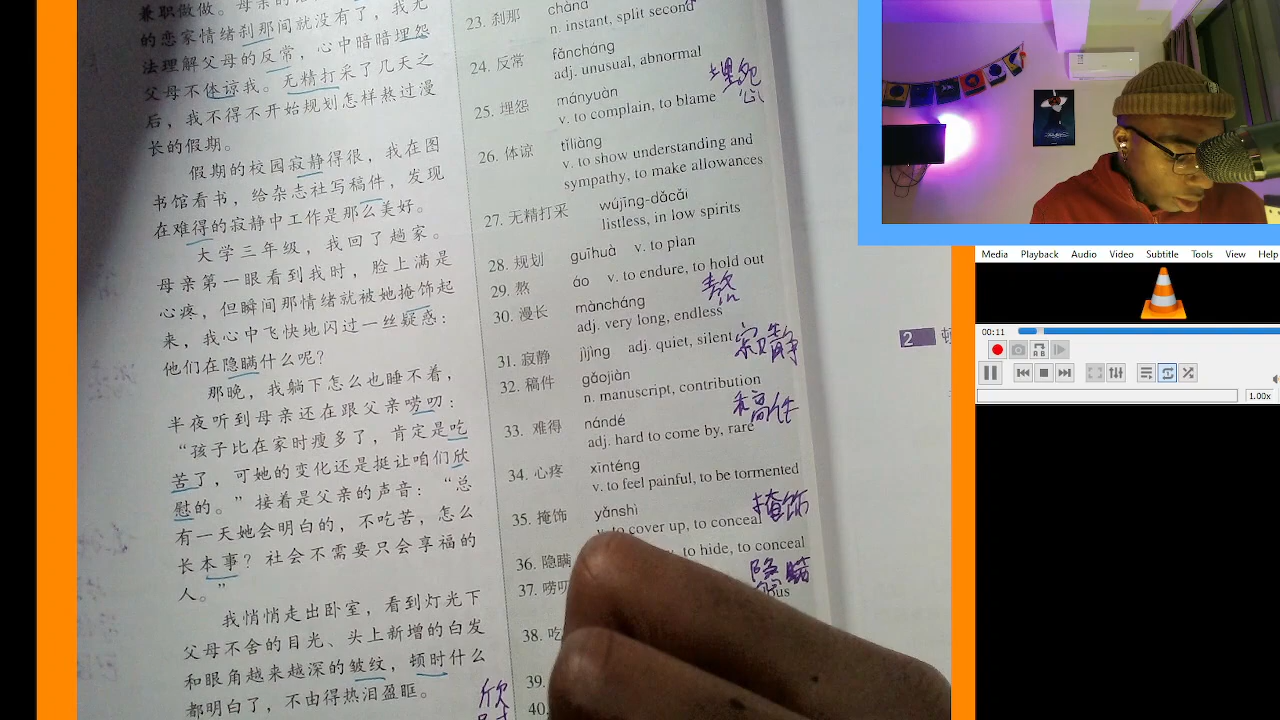 兼职做做。母亲的
的恋家情绪刹那间就没有了，我无
法理解父母的反常，心中暗暗埋怨
父母不体谅我。无精打采了几天之
后，我不得不开始规划怎样熬过漫
长的假期。
假期的校园寂静得很，我在图
书馆看书，给杂志社写稿件，发现
在难得的寂静中工作是那么美好。
大学三年级，我回了趟家。
母亲第一眼看到我时，脸上满是
心疼，但瞬间那情绪就被她掩饰起
来，我心中飞快地闪过一丝疑惑：
他们在隐瞒什么呢？
那晚，我躺下怎么也睡不着，
半夜听到母亲还在跟父亲唠叨：
“孩子比在家时瘦多了，肯定是吃
苦了，可她的变化还是挺让咱们欣
慰的。”接着是父亲的声音：“总
有一天她会明白的，不吃苦，怎么
长本事？社会不需要只会享福的
人。”
我悄悄走出卧室，看到灯光下
父母不舍的目光、头上新增的白发
和眼角越来越深的皱纹，顿时什么
都明白了，不由得热泪盈眶。
23. 刹那 chànà
n. instant, split second
24. 反常 fǎncháng
adj. unusual, abnormal
25. 埋怨 mányuàn
v. to complain, to blame
埋怨
26. 体谅 tǐliàng
v. to show understanding and
sympathy, to make allowances
27. 无精打采 wújīng-dǎcǎi
listless, in low spirits
28. 规划 guīhuà v. to plan
29. 熬 áo v. to endure, to hold out
熬
30. 漫长 màncháng
adj. very long, endless
31. 寂静 jìjìng adj. quiet, silent
寂静
32. 稿件 gǎojiàn
n. manuscript, contribution
稿件
33. 难得 nándé
adj. hard to come by, rare
34. 心疼 xīnténg
v. to feel painful, to be tormented
35. 掩饰 yǎnshì
v. to cover up, to conceal
掩饰
36. 隐瞒 to hide, to conceal
隐瞒
37. 唠叨
38. 吃
39.
40.
欣
2
Media Playback Audio Video Subtitle Tools View Help
00:11
1.00x